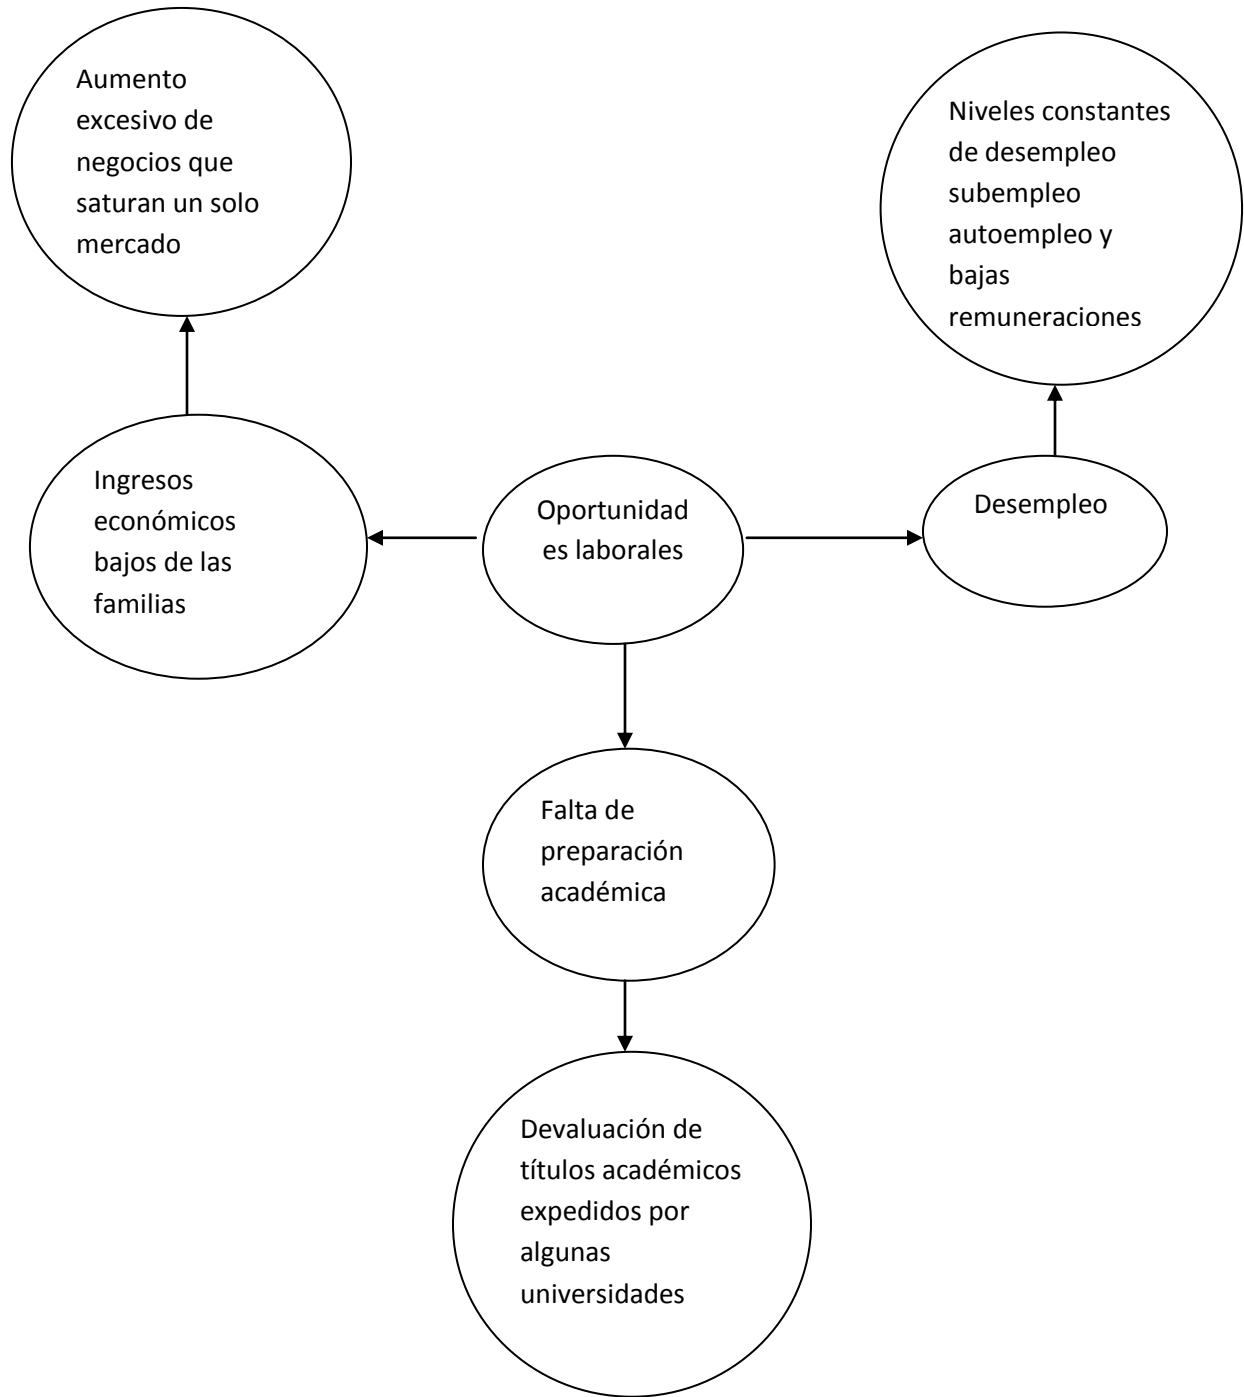 Aumento
excesivo de
negocios que
saturan un solo
mercado
Niveles constantes
de desempleo
subempleo
autoempleo y
bajas
remuneraciones
Ingresos
económicos
bajos de las
familias
Oportunidad
es laborales
Desempleo
Falta de
preparación
académica
Devaluación de
títulos académicos
expedidos por
algunas
universidades